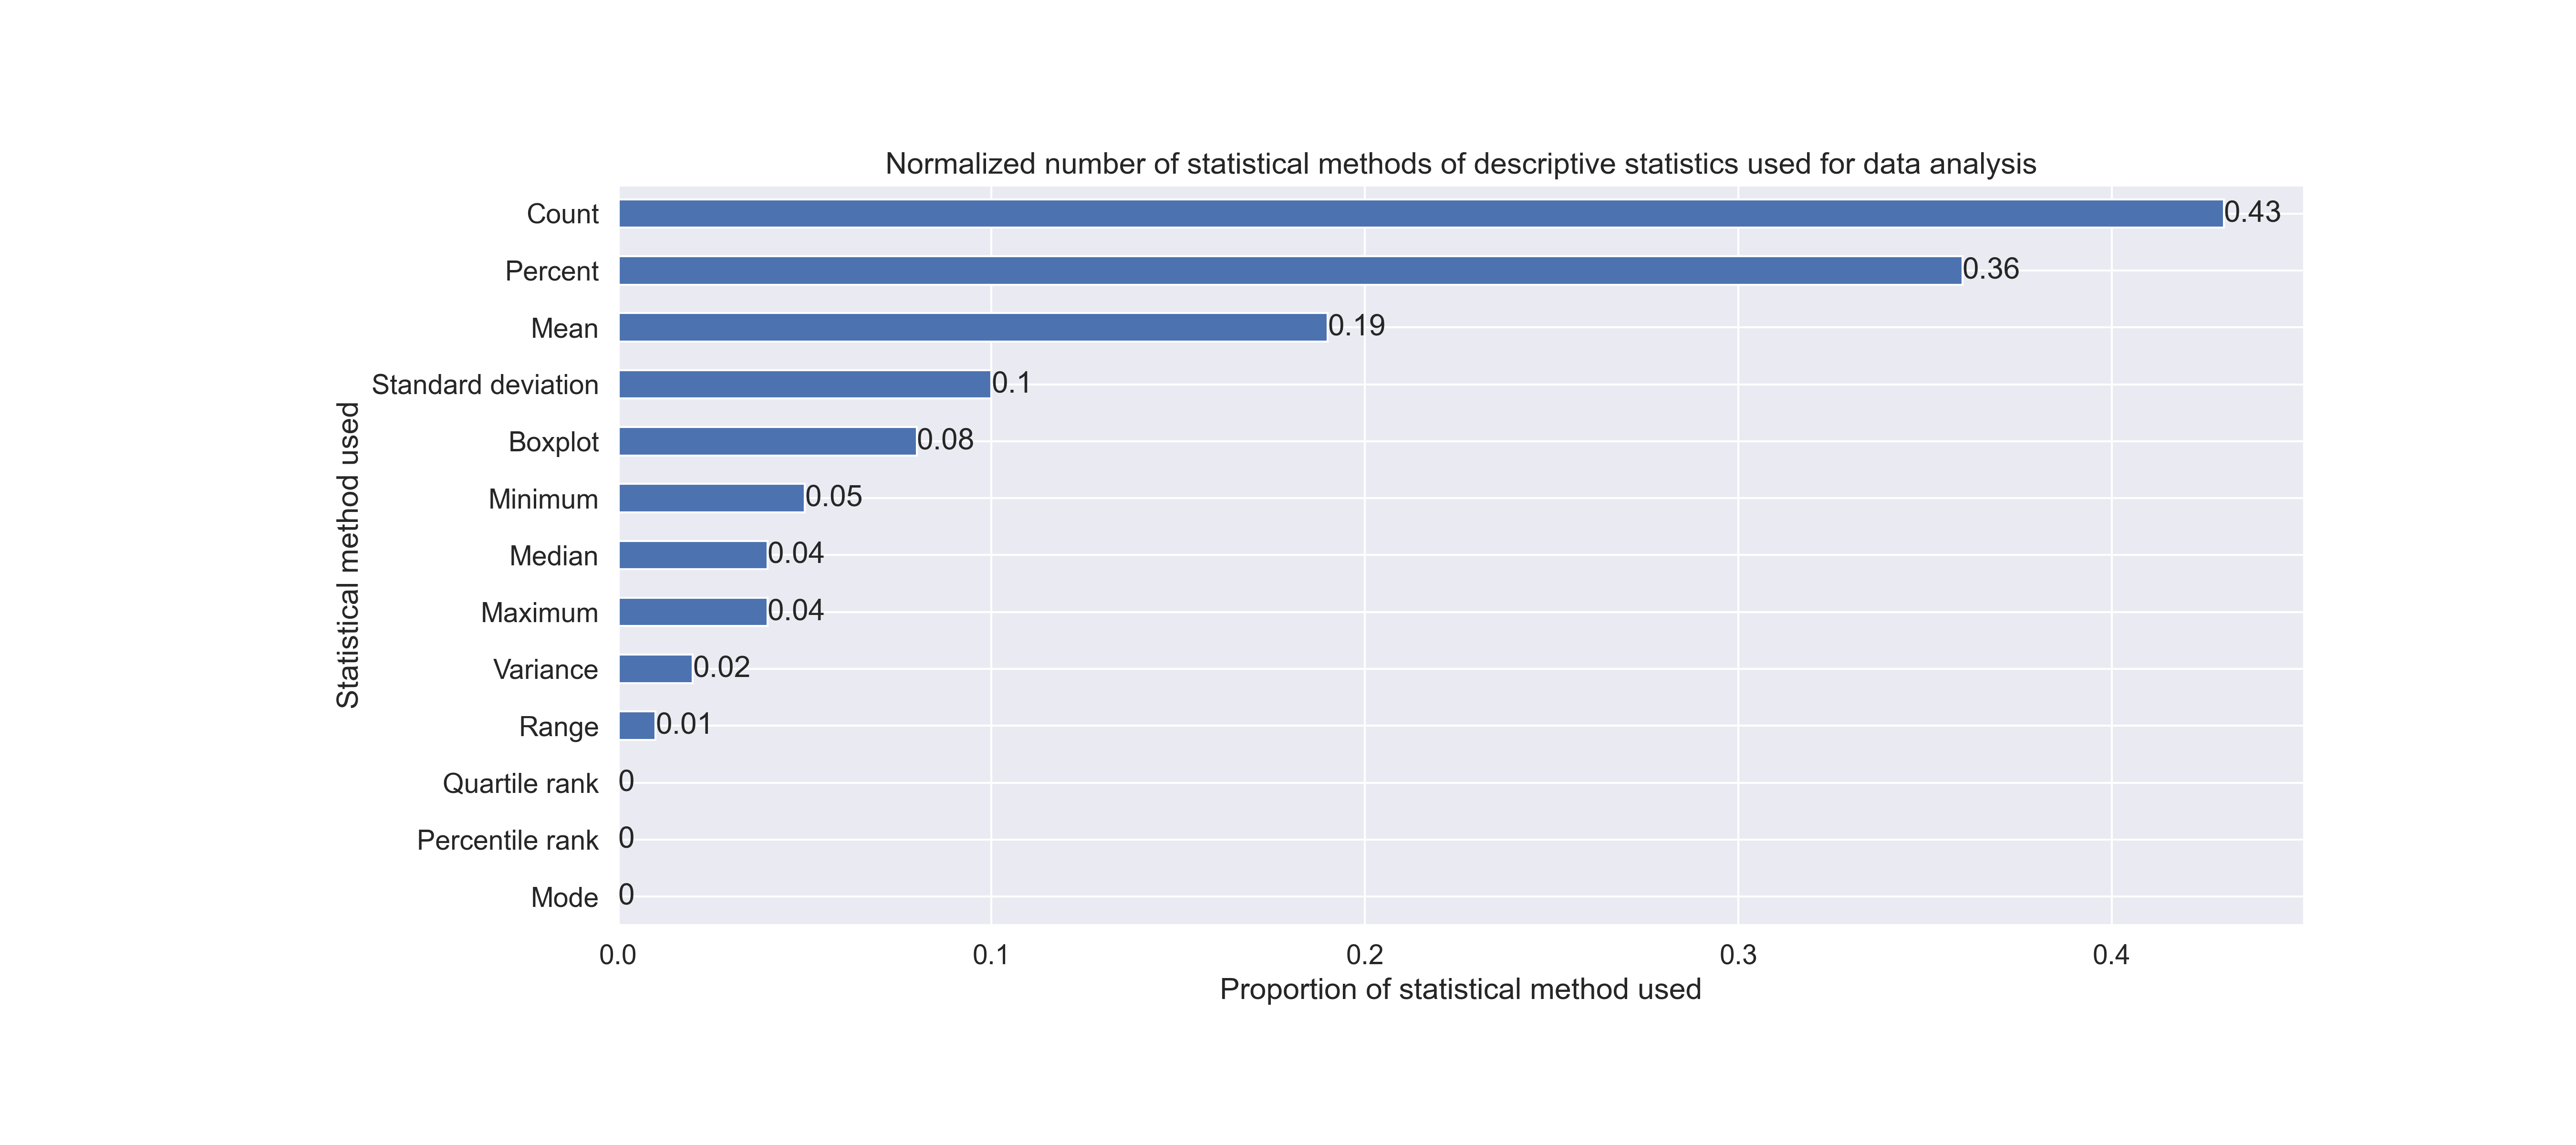 Normalized number of statistical methods of descriptive statistics used for data analysis
Statistical method used
Count 0.43
Percent 0.36
Mean 0.19
Standard deviation 0.1
Boxplot 0.08
Minimum 0.05
Median 0.04
Maximum 0.04
Variance 0.02
Range 0.01
Quartile rank 0
Percentile rank 0
Mode 0
0.0 0.1 0.2 0.3 0.4
Proportion of statistical method used